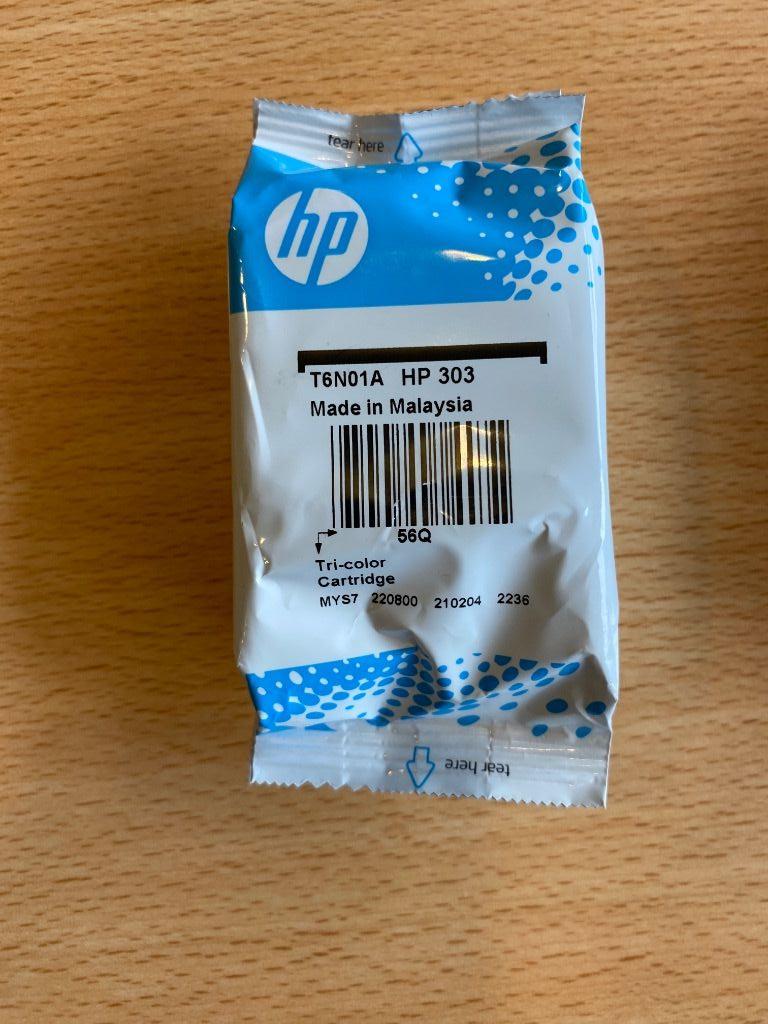 tear here
hp
T6N01A HP 303
Made in Malaysia
56Q
Tri-color
Cartridge
MYS7 220800 210204 2236
tear here